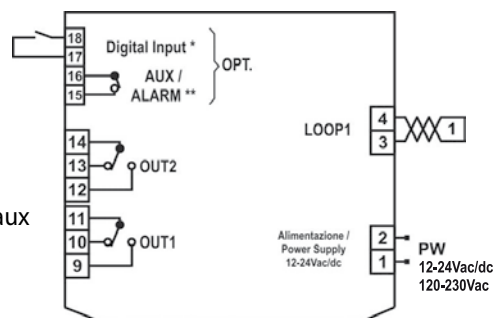 18
17
16
15
Digital Input *
AUX /
ALARM **
OPT.
14
13
12
OUT2
aux
11
10
9
OUT1
LOOP1
4
3
1
Alimentazione /
Power Supply
12-24Vac/dc
2
1
PW
12-24Vac/dc
120-230Vac